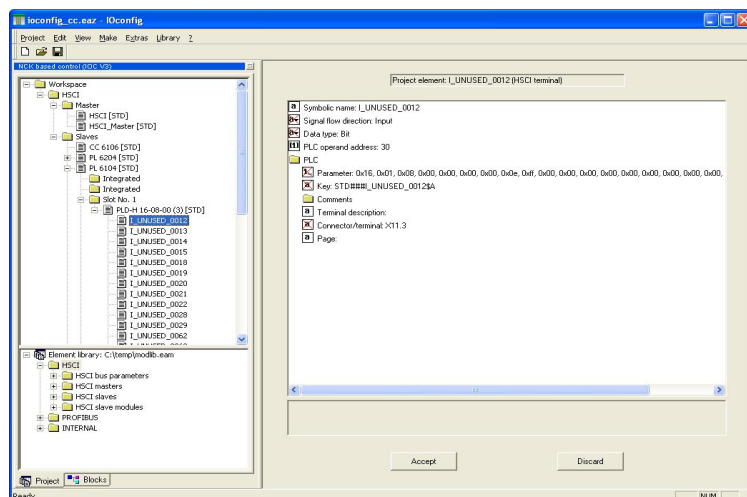 ioconfig_cc.eaz - IOconfig
Project Edit View Make Extras Library ?
NCK based control (IOC V3)
Workspace
HSCI
Master
HSCI [STD]
HSCI_Master [STD]
Slaves
CC 6106 [STD]
PL 6204 [STD]
PL 6104 [STD]
Integrated
Integrated
Slot No. 1
PLD-H 16-08-00 (3) [STD]
I_UNUSED_0012
I_UNUSED_0013
I_UNUSED_0014
I_UNUSED_0015
I_UNUSED_0018
I_UNUSED_0019
I_UNUSED_0020
I_UNUSED_0021
I_UNUSED_0022
I_UNUSED_0028
I_UNUSED_0029
I_UNUSED_0062
Element library: C:\temp\modlib.eam
HSCI
HSCI bus parameters
HSCI masters
HSCI slaves
HSCI slave modules
PROFIBUS
INTERNAL
Project Blocks
Project element: I_UNUSED_0012 (HSCI terminal)
Symbolic name: I_UNUSED_0012
Signal flow direction: Input
Data type: Bit
PLC operand address: 30
PLC
Parameter: 0x16, 0x01, 0x08, 0x00, 0x00, 0x00, 0x00, 0x0e, 0xff, 0x00, 0x00, 0x00, 0x00, 0x00, 0x00, 0x00, 0x00,
Key: STD###I_UNUSED_0012$A
Comments
Terminal description:
Connector/terminal: X11.3
Page:
Accept Discard
Ready NUM